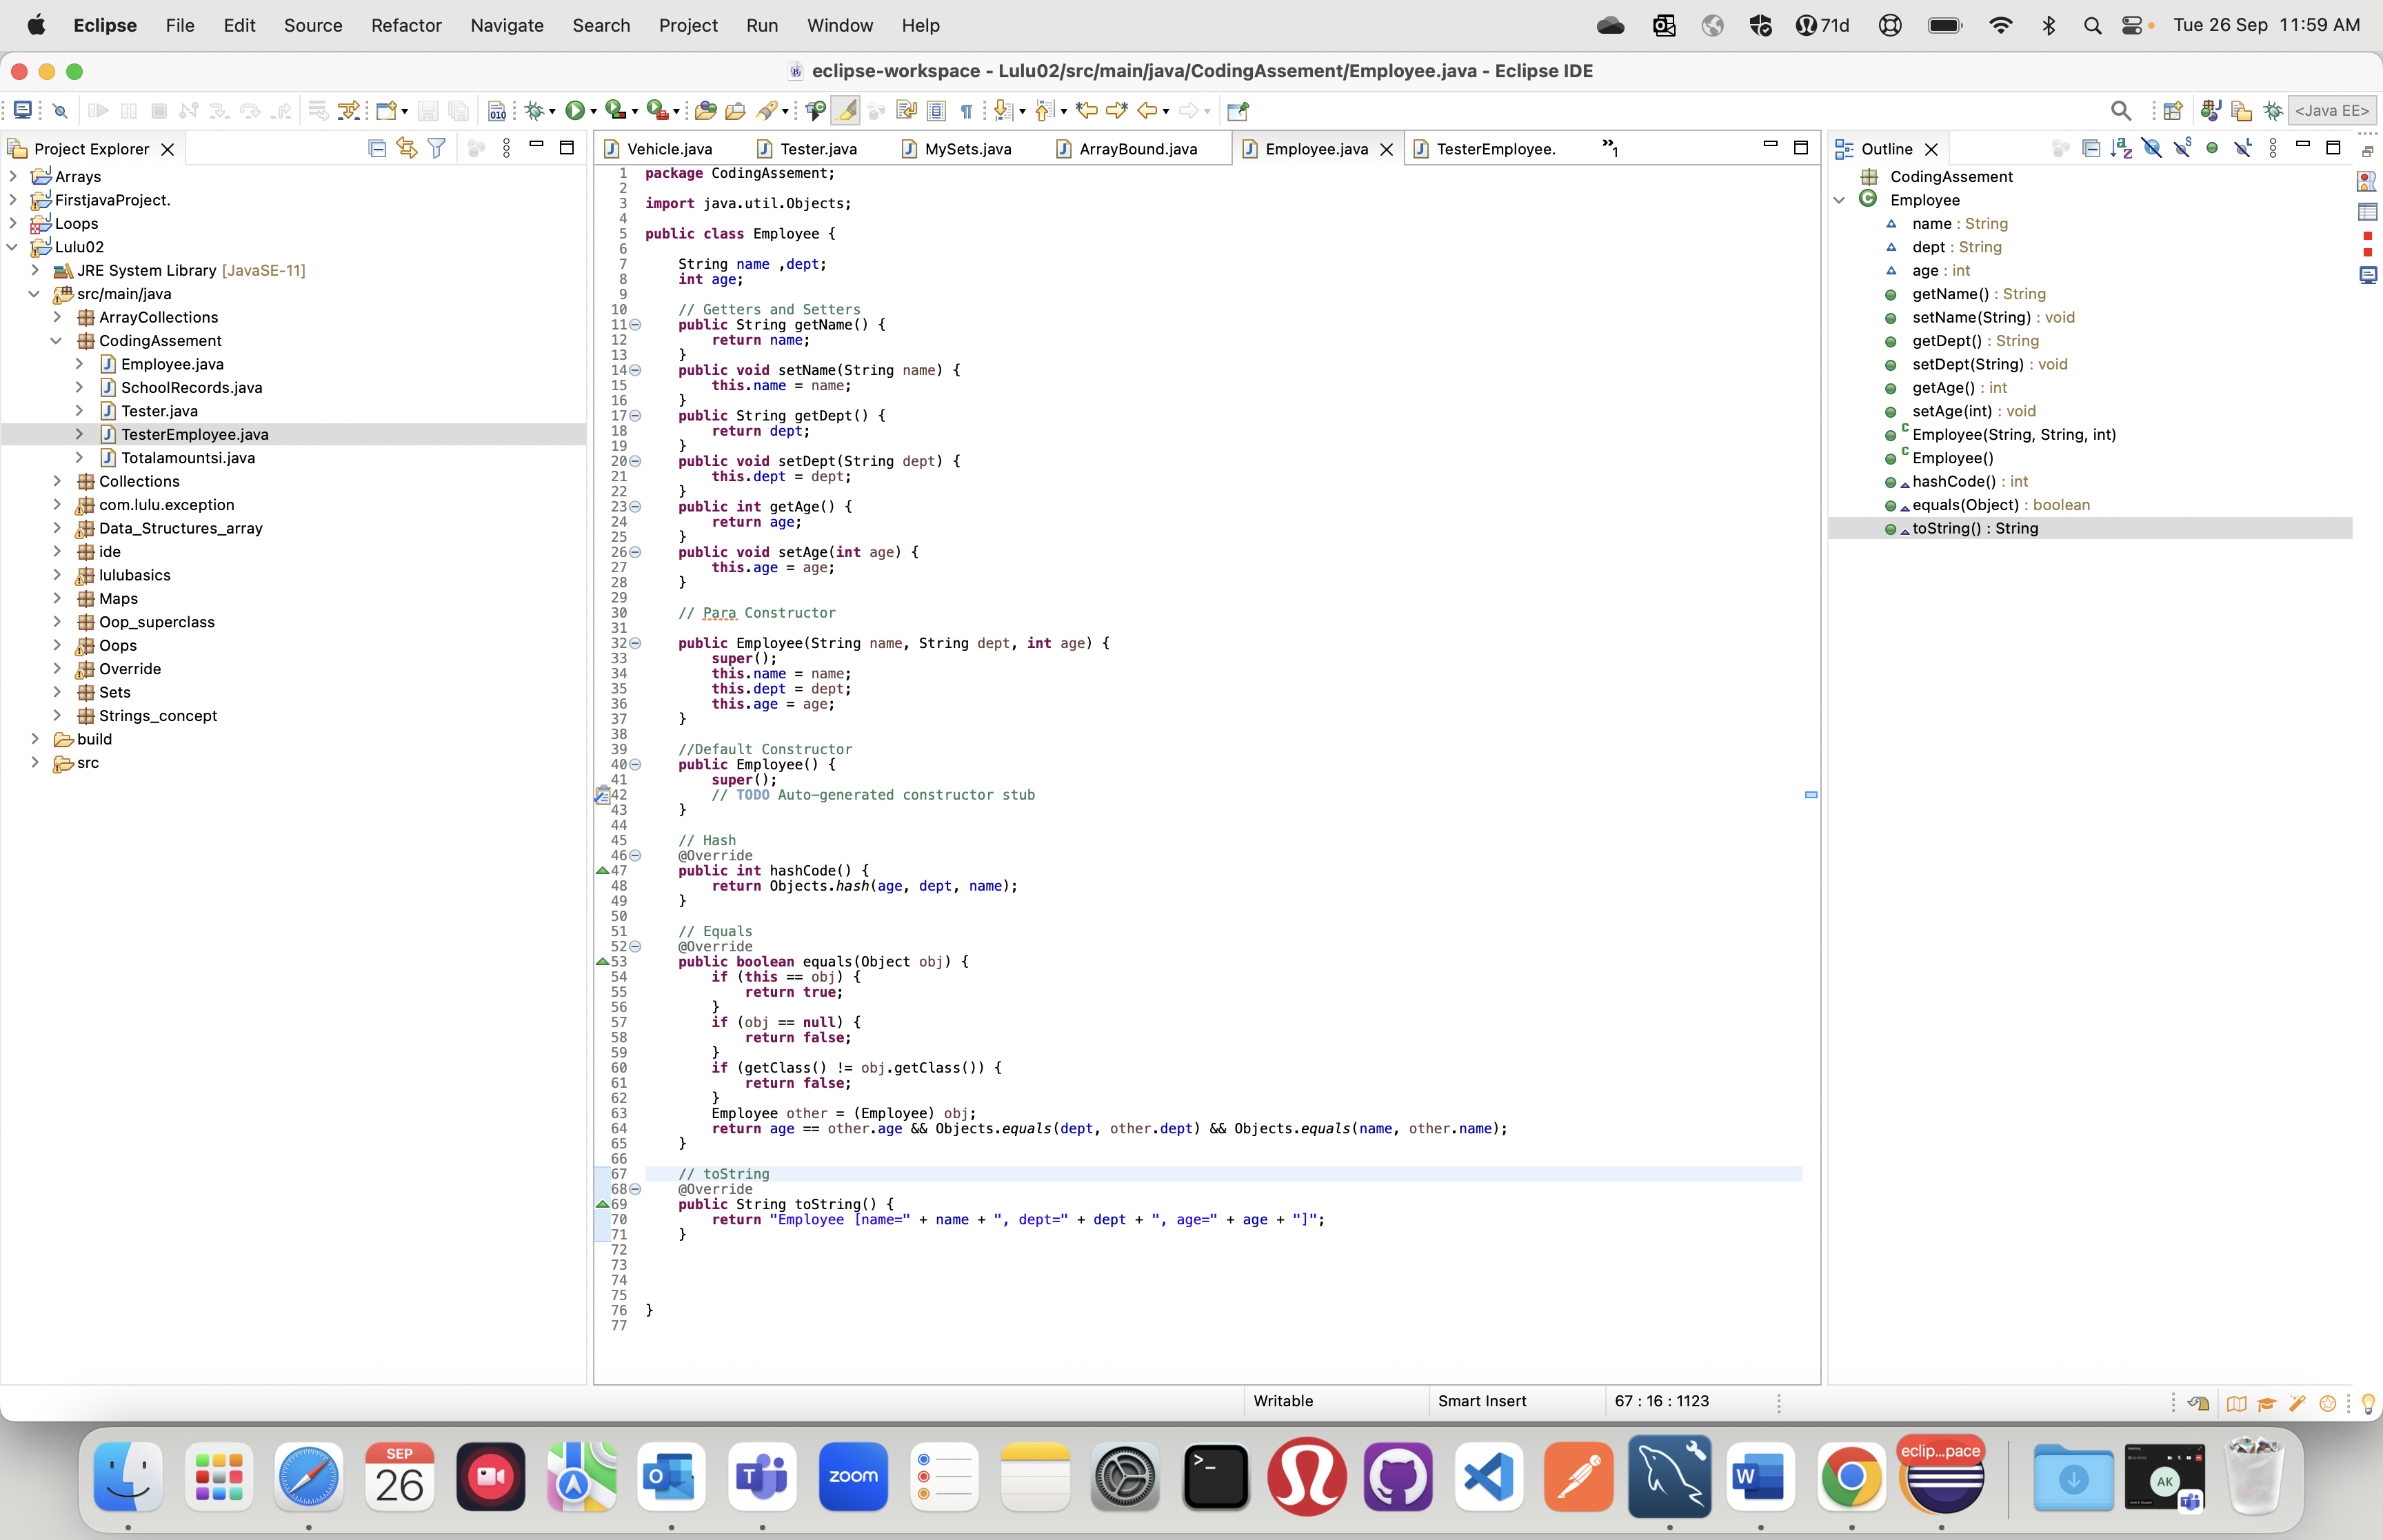 Eclipse File Edit Source Refactor Navigate Search Project Run Window Help 71d Tue 26 Sep 11:59 AM
eclipse-workspace - Lulu02/src/main/java/CodingAssement/Employee.java - Eclipse IDE
010 <Java EE>
Project Explorer
Arrays
FirstjavaProject.
Loops
Lulu02
JRE System Library [JavaSE-11]
src/main/java
ArrayCollections
CodingAssement
Employee.java
SchoolRecords.java
Tester.java
TesterEmployee.java
Totalamountsi.java
Collections
com.lulu.exception
Data_Structures_array
ide
lulubasics
Maps
Oop_superclass
Oops
Override
Sets
Strings_concept
build
src
Vehicle.java Tester.java MySets.java ArrayBound.java Employee.java TesterEmployee. »1
1 package CodingAssement;
2
3 import java.util.Objects;
4
5 public class Employee {
6
7 String name ,dept;
8 int age;
9
10 // Getters and Setters
11 public String getName() {
12 return name;
13 }
14 public void setName(String name) {
15 this.name = name;
16 }
17 public String getDept() {
18 return dept;
19 }
20 public void setDept(String dept) {
21 this.dept = dept;
22 }
23 public int getAge() {
24 return age;
25 }
26 public void setAge(int age) {
27 this.age = age;
28 }
29
30 // Para Constructor
31
32 public Employee(String name, String dept, int age) {
33 super();
34 this.name = name;
35 this.dept = dept;
36 this.age = age;
37 }
38
39 //Default Constructor
40 public Employee() {
41 super();
42 // TODO Auto-generated constructor stub
43 }
44
45 // Hash
46 @Override
47 public int hashCode() {
48 return Objects.hash(age, dept, name);
49 }
50
51 // Equals
52 @Override
53 public boolean equals(Object obj) {
54 if (this == obj) {
55 return true;
56 }
57 if (obj == null) {
58 return false;
59 }
60 if (getClass() != obj.getClass()) {
61 return false;
62 }
63 Employee other = (Employee) obj;
64 return age == other.age && Objects.equals(dept, other.dept) && Objects.equals(name, other.name);
65 }
66
67 // toString
68 @Override
69 public String toString() {
70 return "Employee [name=" + name + ", dept=" + dept + ", age=" + age + "]";
71 }
72
73
74
75
76 }
77
Outline
CodingAssement
Employee
name : String
dept : String
age : int
getName() : String
setName(String) : void
getDept() : String
setDept(String) : void
getAge() : int
setAge(int) : void
Employee(String, String, int)
Employee()
hashCode() : int
equals(Object) : boolean
toString() : String
Writable Smart Insert 67 : 16 : 1123
SEP
26
zoom
eclip...pace
AK